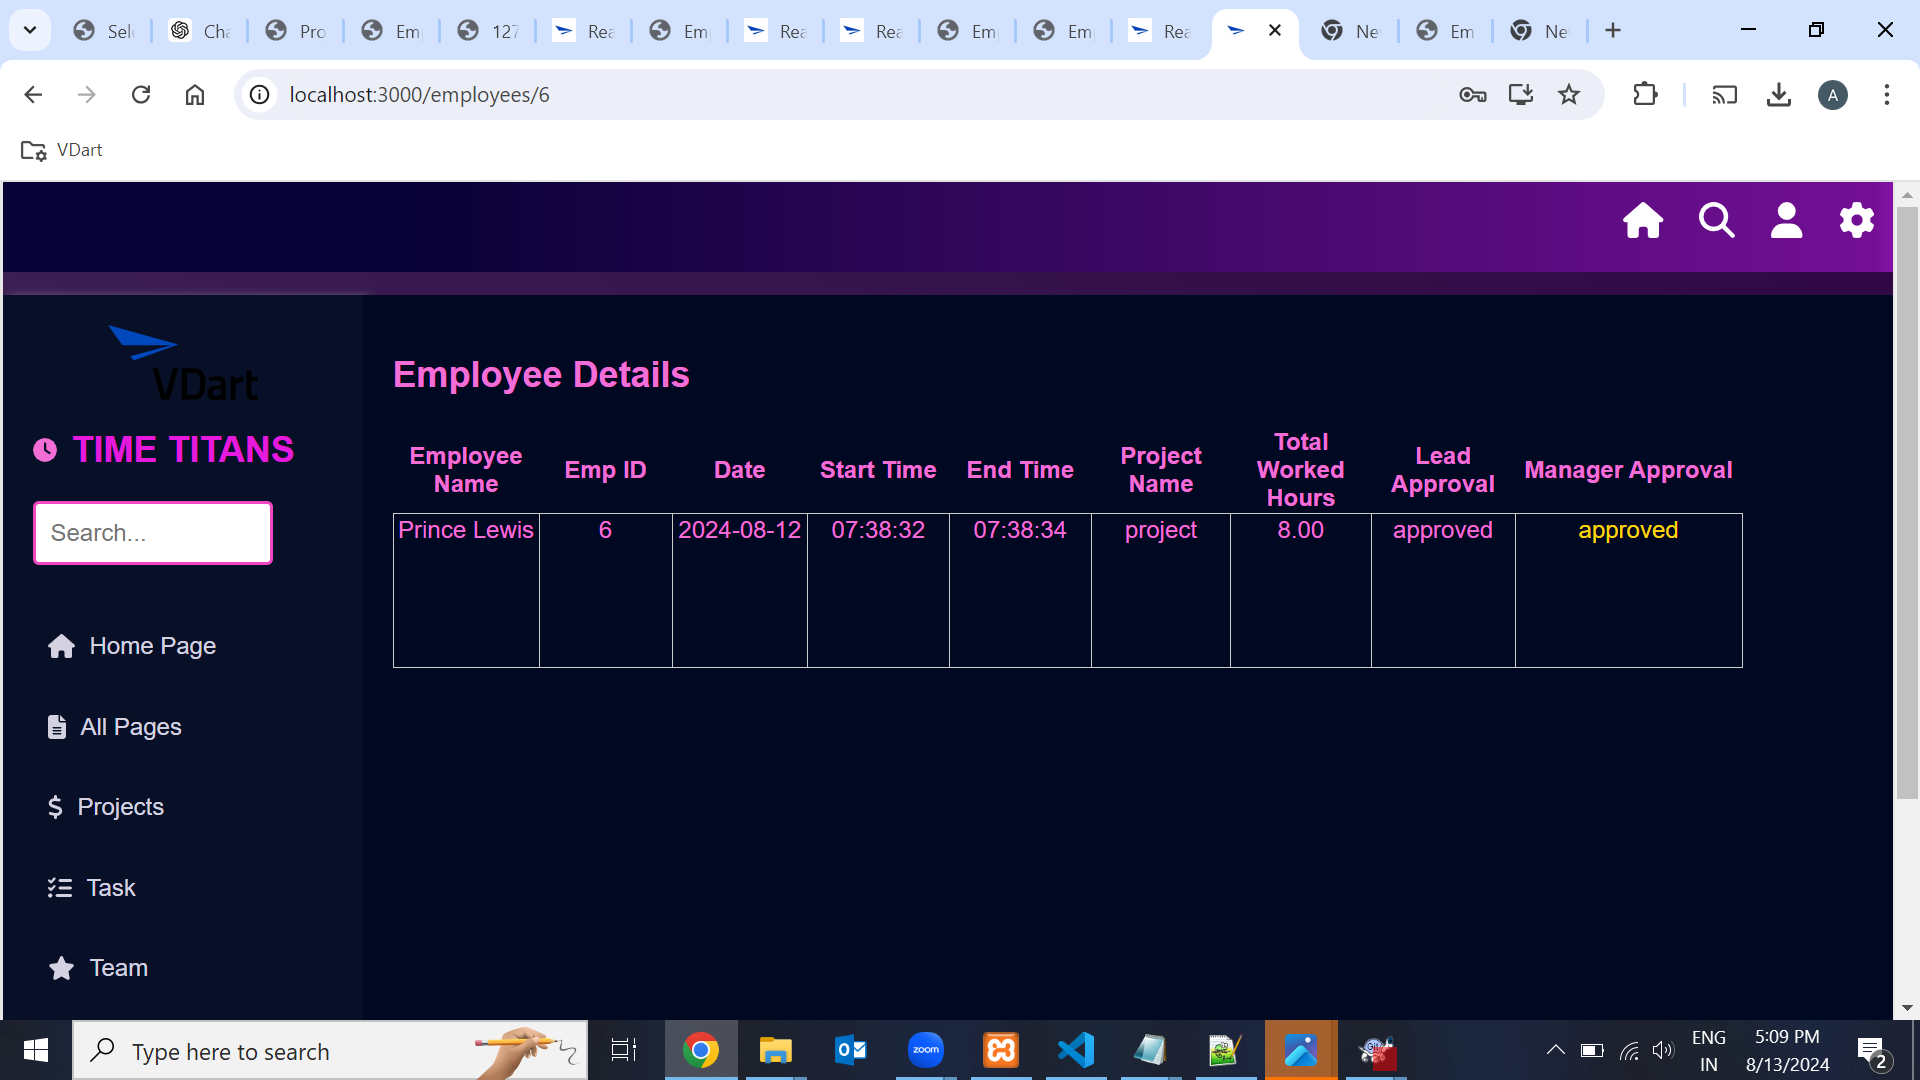 Sel
Cha
Pro
Em
127
Rea
Em
Rea
Rea
Em
Em
Rea
Ne
Em
Ne
localhost:3000/employees/6
A
VDart
VDart
TIME TITANS
Search...
Home Page
All Pages
Projects
Task
Team
Employee Details
Employee Name Emp ID Date Start Time End Time Project Name Total Worked Hours Lead Approval Manager Approval
Prince Lewis 6 2024-08-12 07:38:32 07:38:34 project 8.00 approved approved
Type here to search
zoom
ENG
IN
5:09 PM
8/13/2024
2